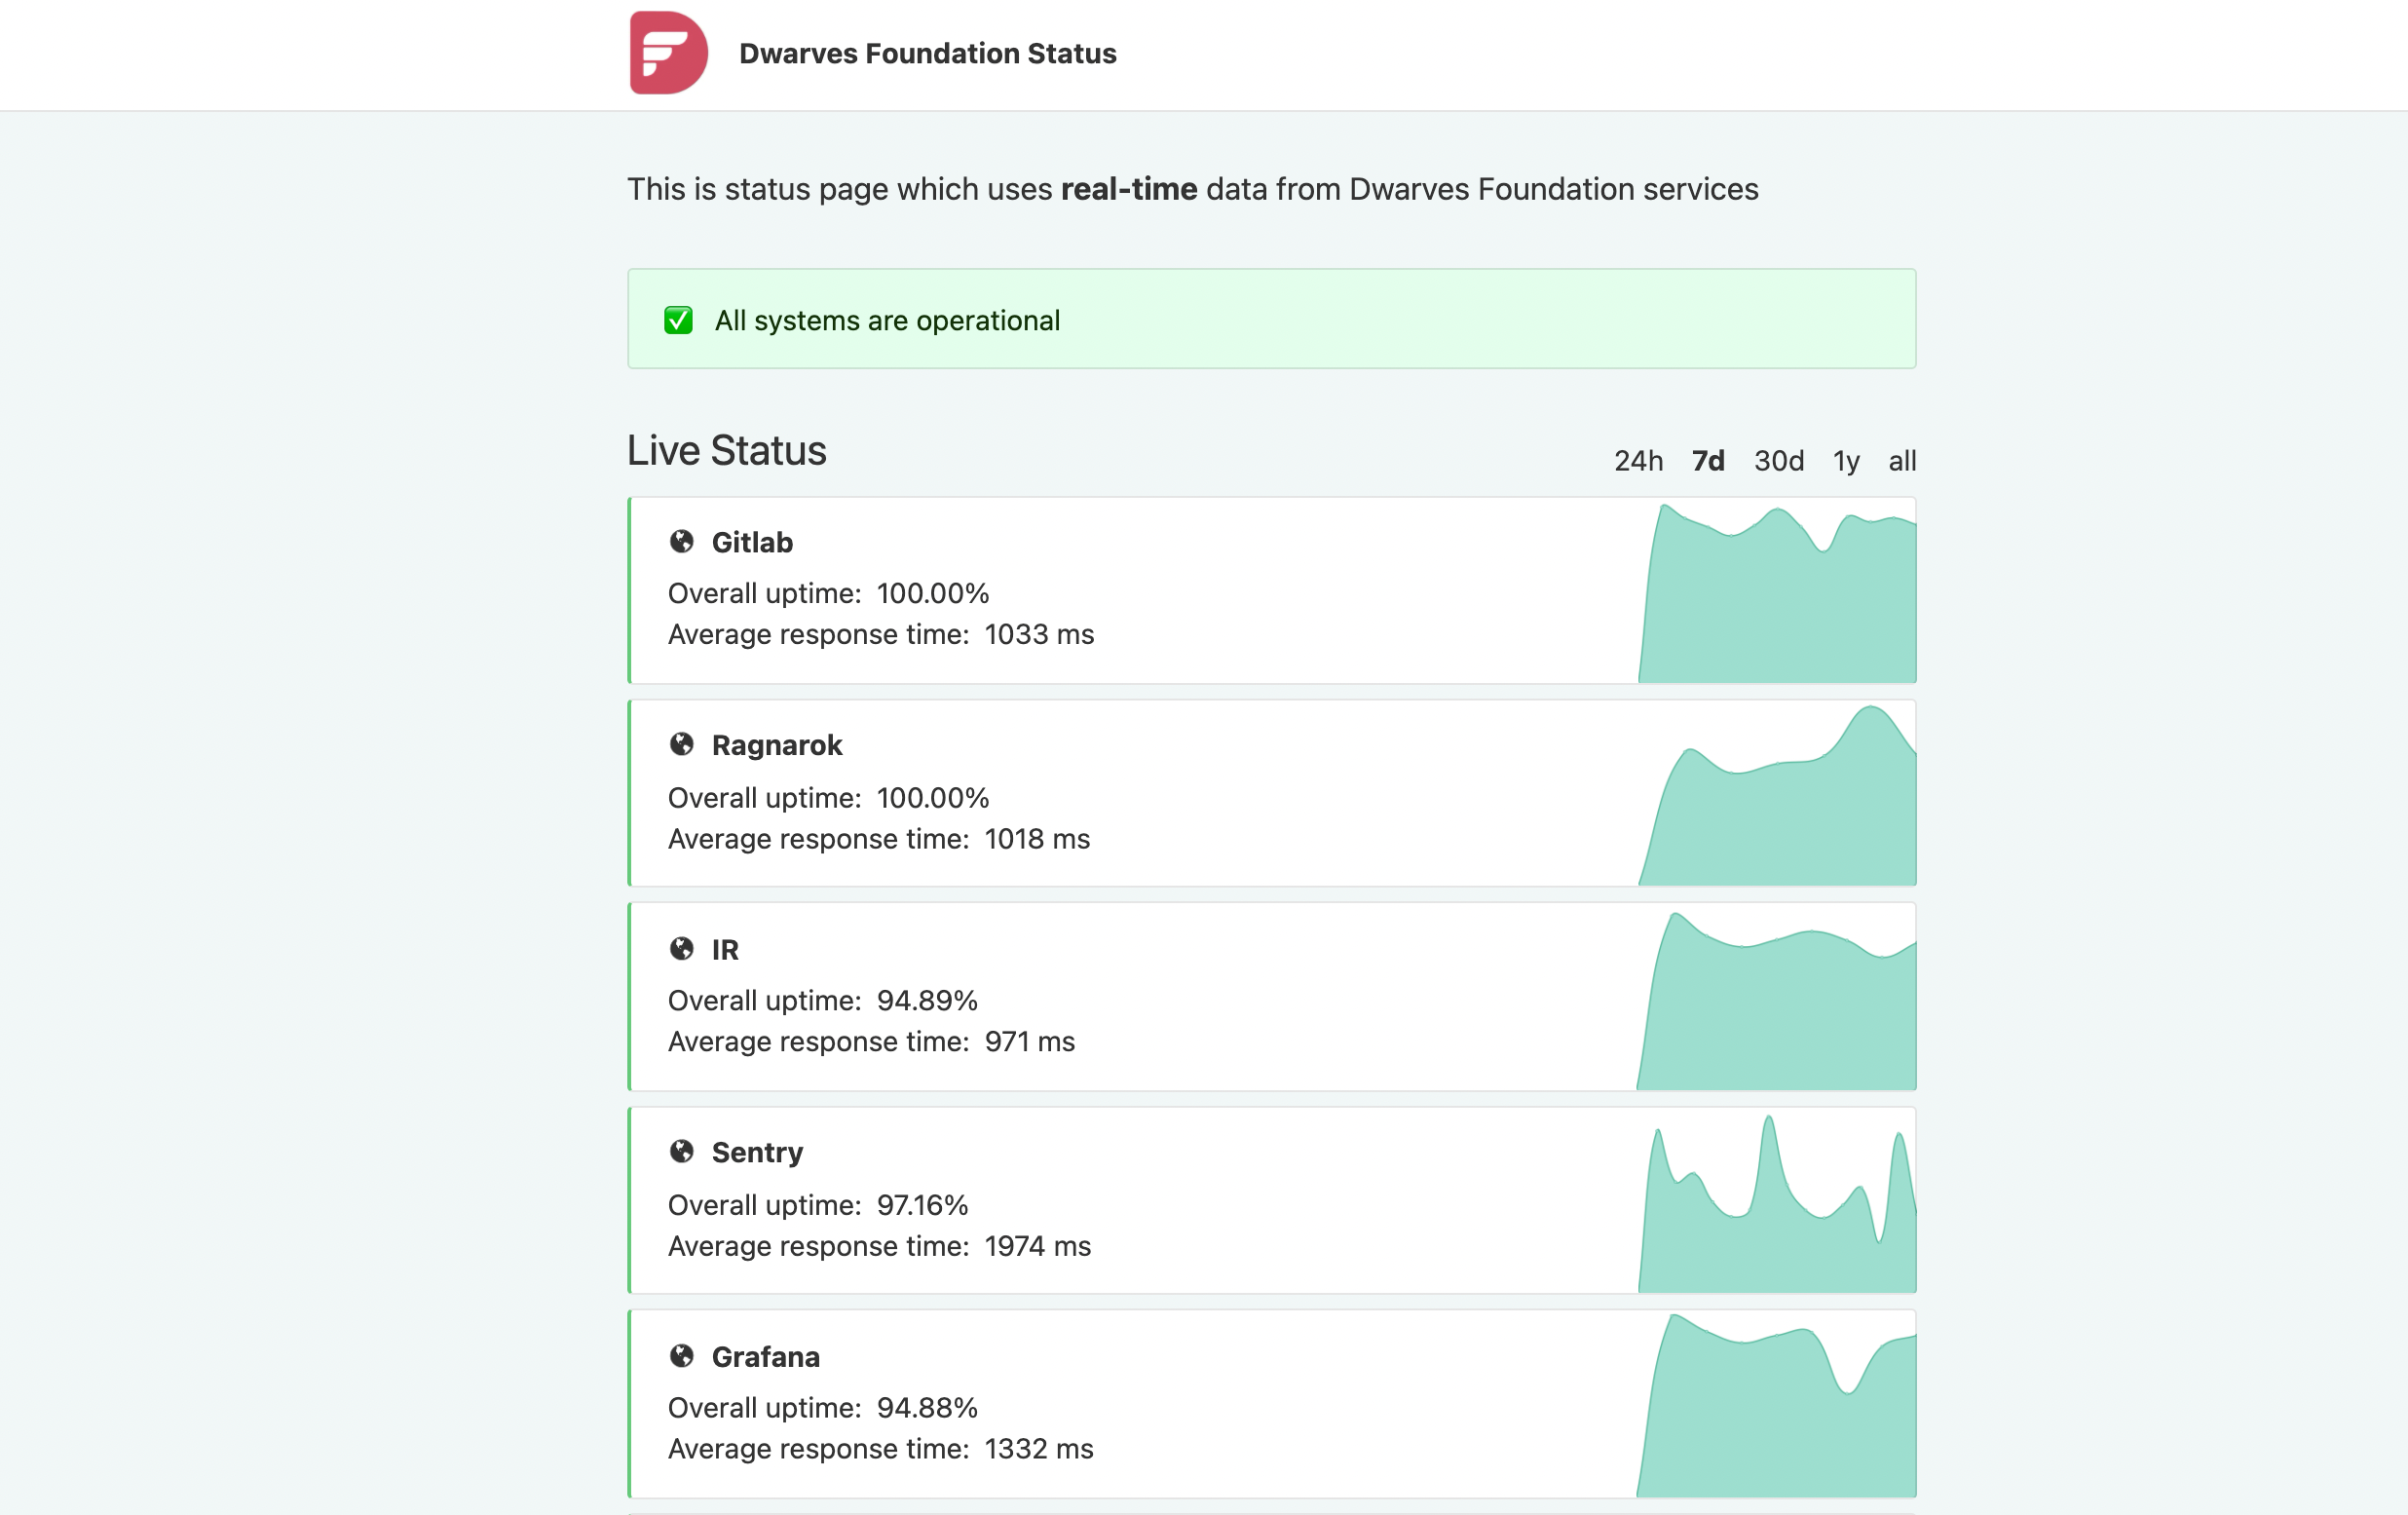 Dwarves Foundation Status
This is status page which uses real-time data from Dwarves Foundation services
✅ All systems are operational
Live Status
24h 7d 30d 1y all
Gitlab
Overall uptime: 100.00%
Average response time: 1033 ms
Ragnarok
Overall uptime: 100.00%
Average response time: 1018 ms
IR
Overall uptime: 94.89%
Average response time: 971 ms
Sentry
Overall uptime: 97.16%
Average response time: 1974 ms
Grafana
Overall uptime: 94.88%
Average response time: 1332 ms